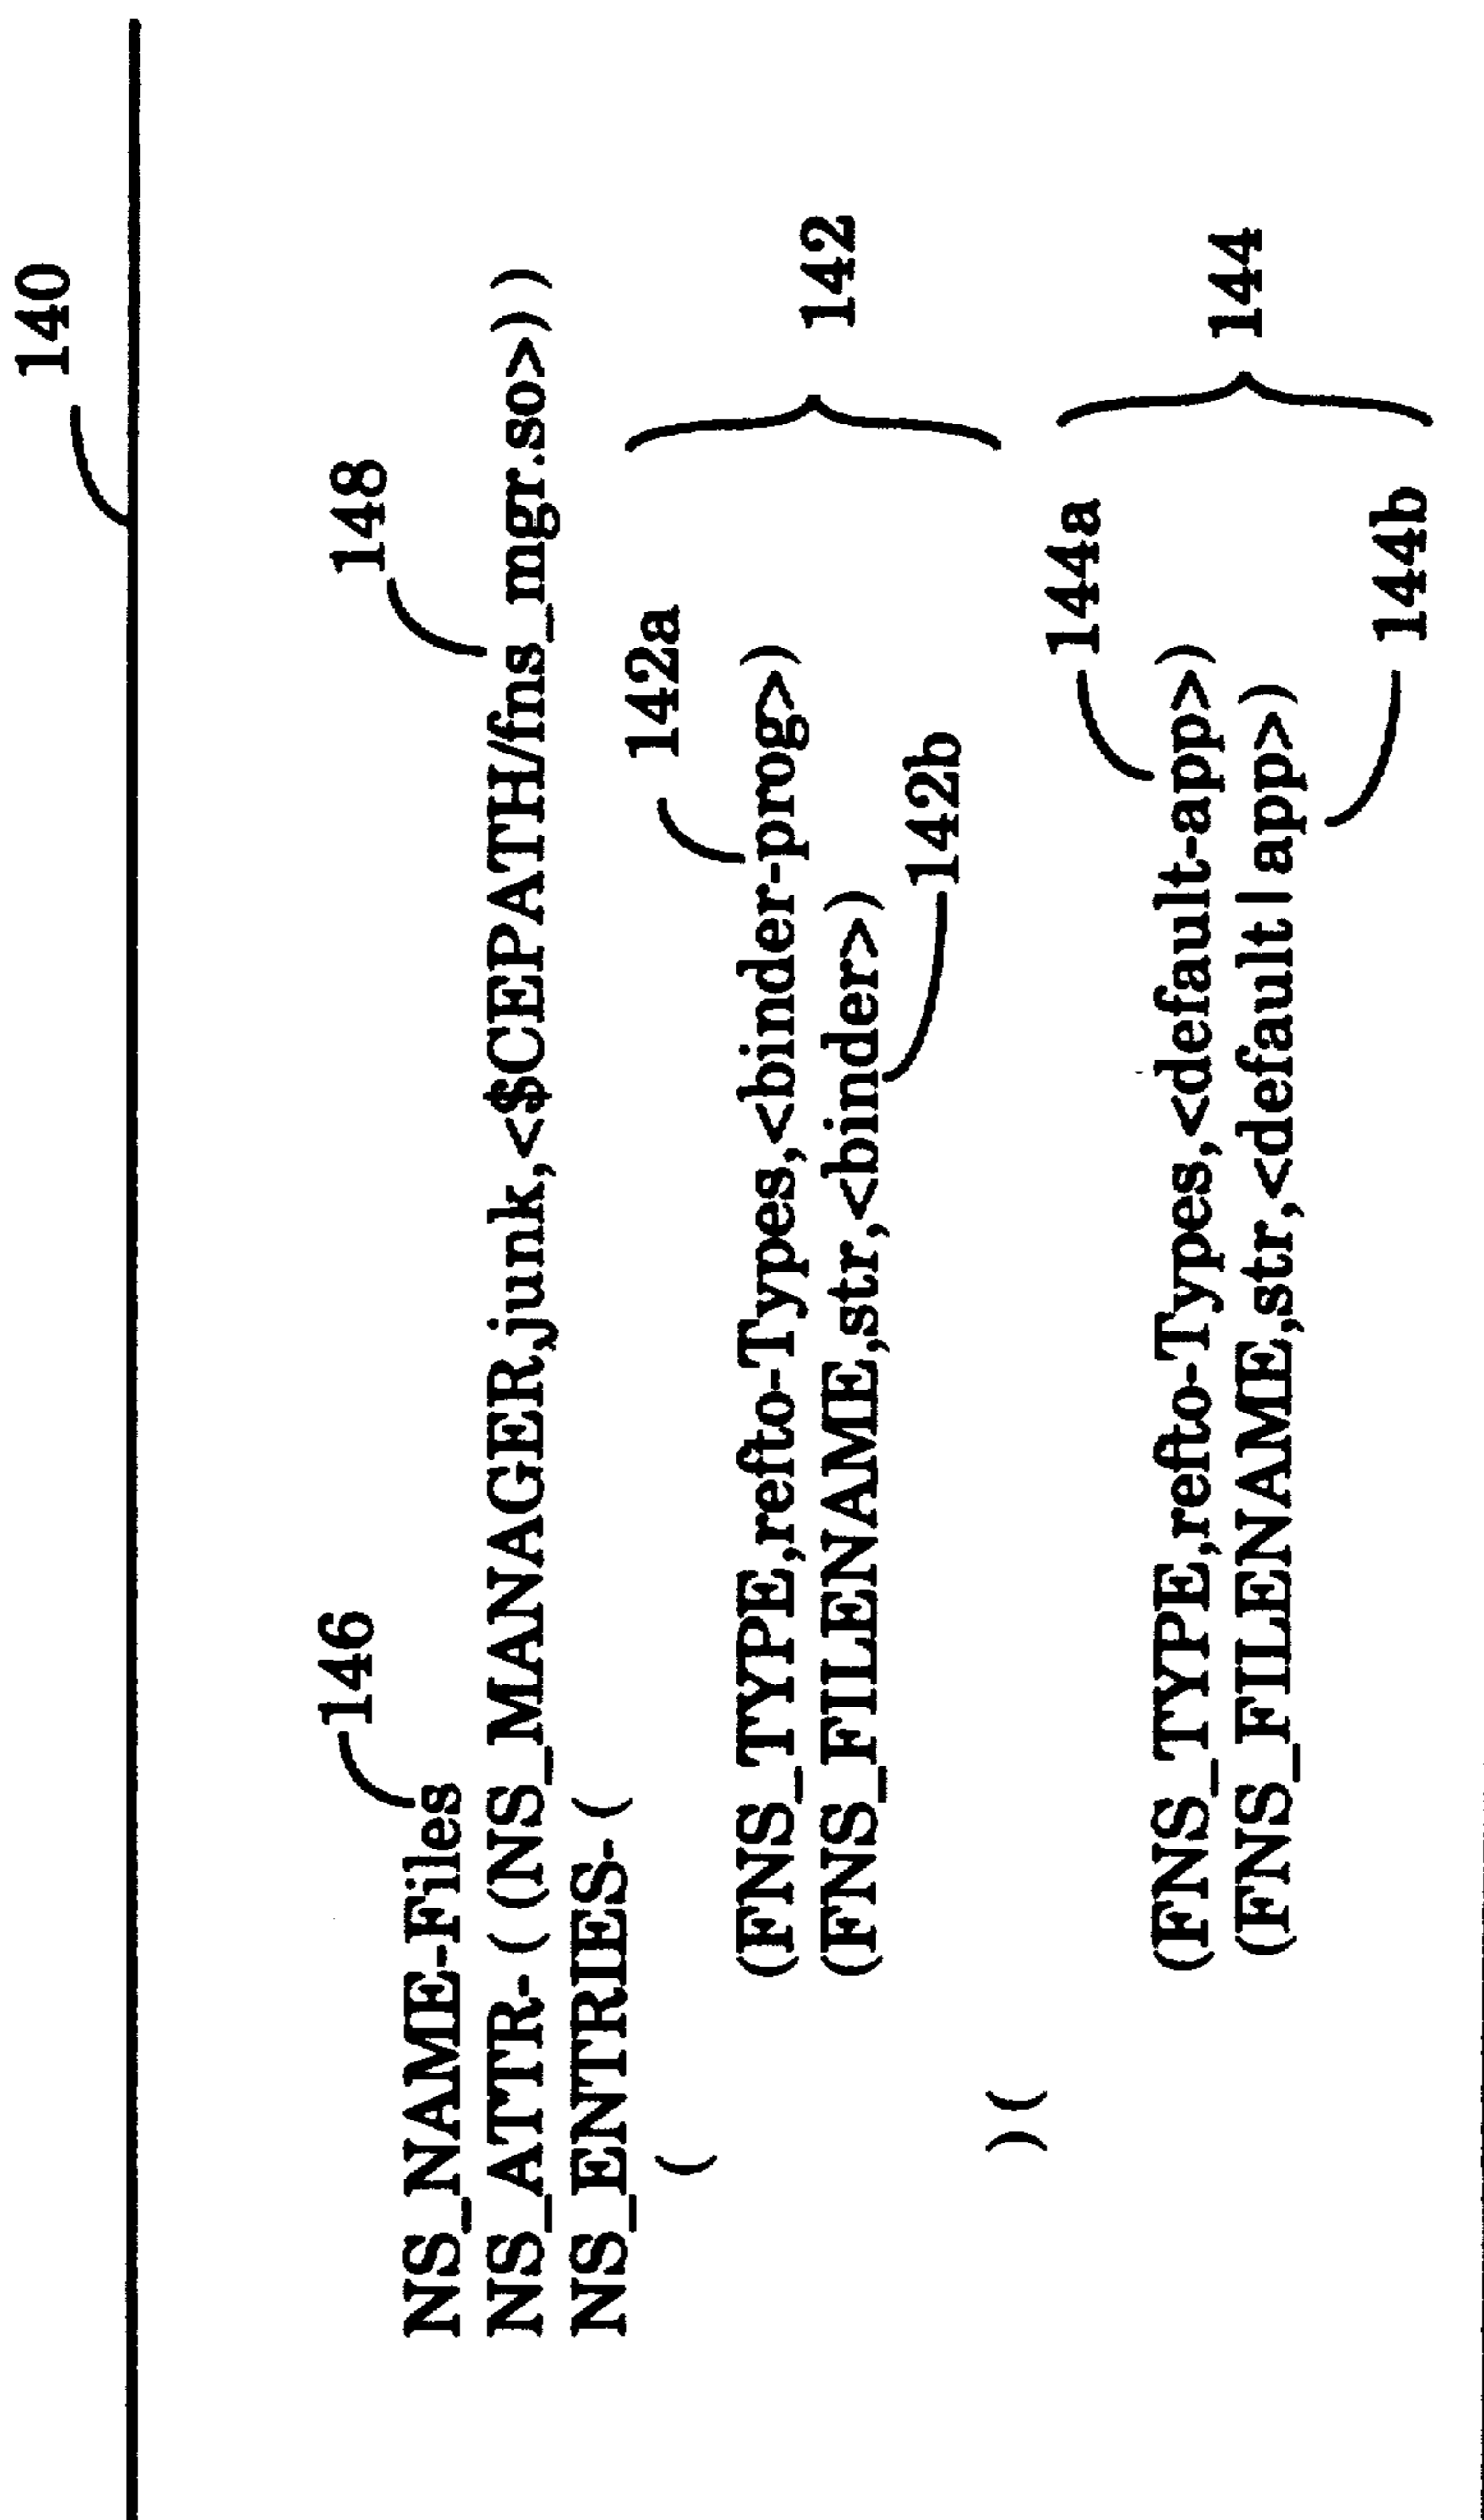 140
146
148
NS_NAME-Files
NS_ATTR- ( (NS_MANAGER,junk,<$CEPATH/fns_mgr.so>) )
NS_ENTRIES- (
(
142a
(FNS_TYPE,refto-Types,<binder-prog>)
(FNS_FILENAME,str,<binder>)
142b
142
) (
144a
(FNS_TYPE,refto-Types,<default-app>)
(FNS_FILENAME,str,<default|app>)
144b
144